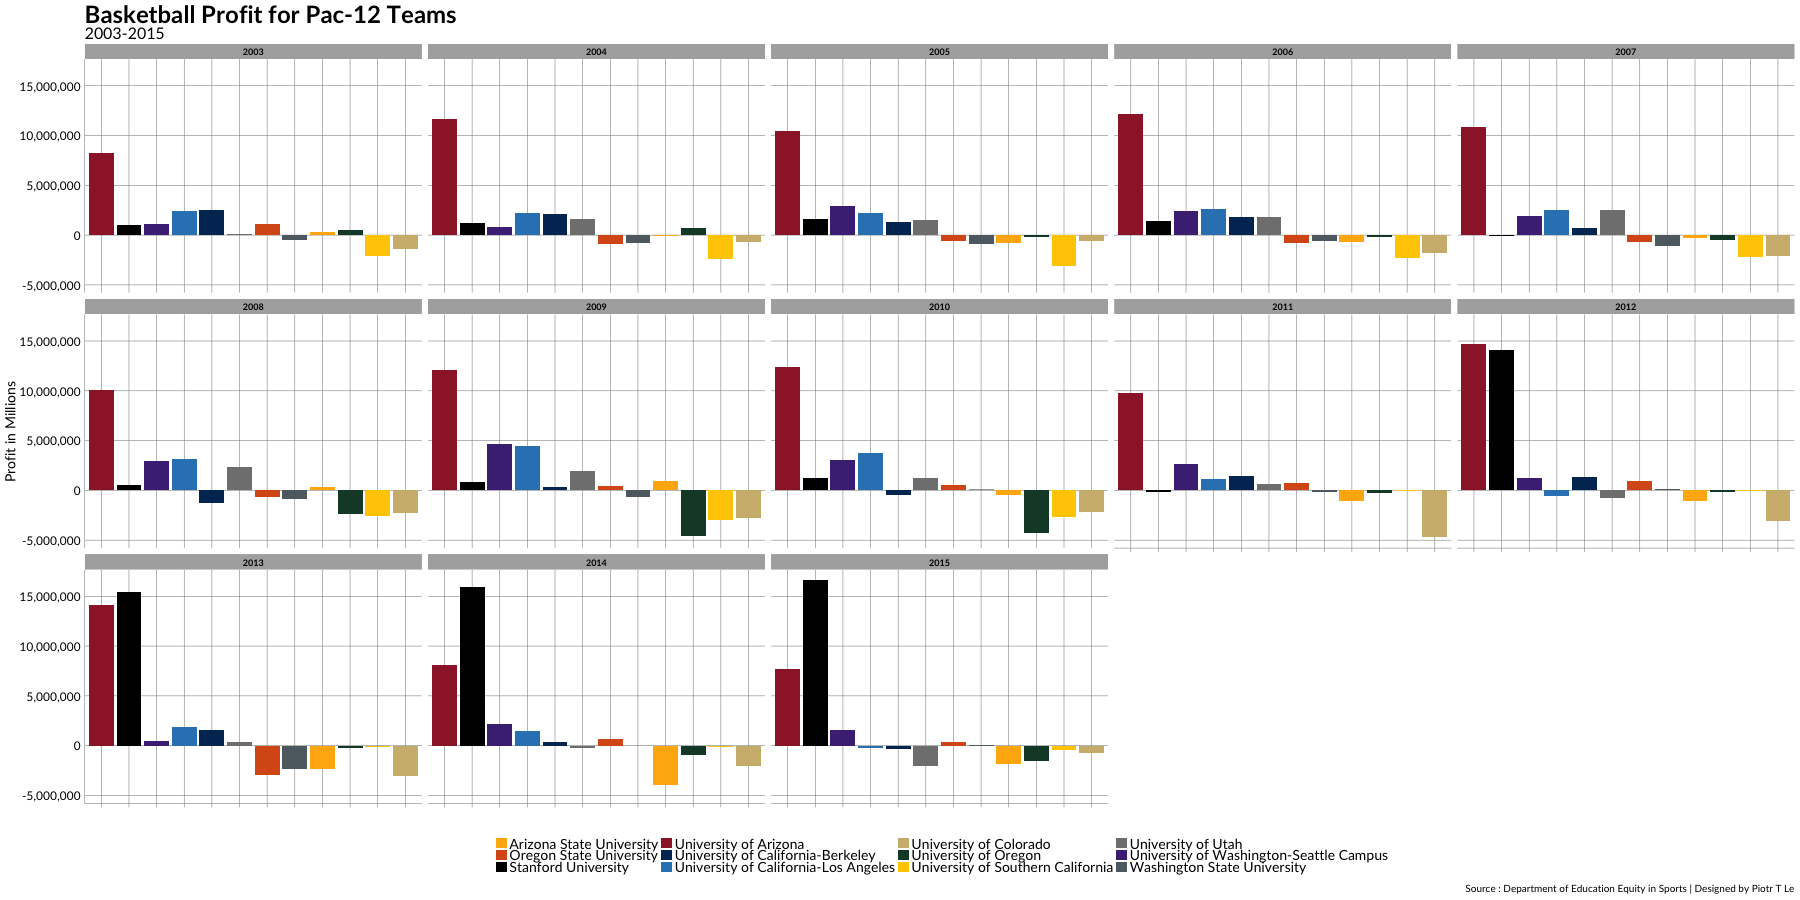 Basketball Profit for Pac-12 Teams
2003-2015
2003 2004 2005 2006 2007
15,000,000
10,000,000
5,000,000
0
-5,000,000
2008 2009 2010 2011 2012
15,000,000
10,000,000
5,000,000
0
-5,000,000
Profit in Millions
2013 2014 2015
15,000,000
10,000,000
5,000,000
0
-5,000,000
Arizona State University University of Arizona University of Colorado University of Utah
Oregon State University University of California-Berkeley University of Oregon University of Washington-Seattle Campus
Stanford University University of California-Los Angeles University of Southern California Washington State University
Source : Department of Education Equity in Sports | Designed by Piotr T Le